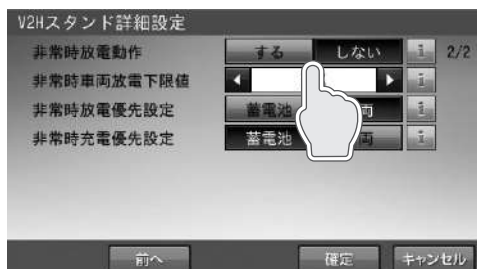 V2Hスタンド詳細設定
非常時放電動作 する しない i 2/2
非常時車両放電下限値 i
非常時放電優先設定 蓄電池 両 i
非常時充電優先設定 蓄電池 両 i
前へ 確定 キャンセル